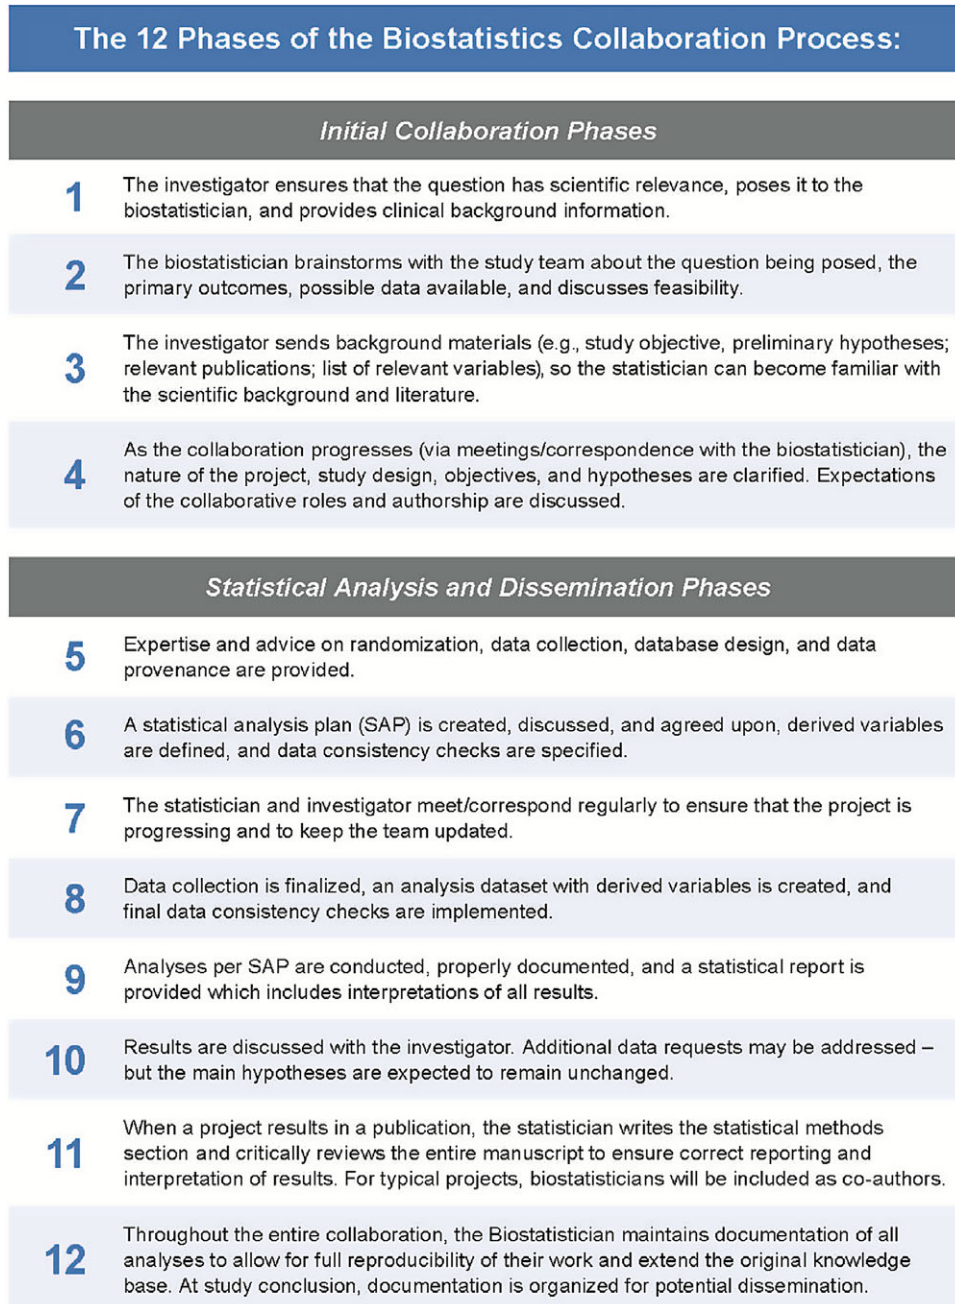 The 12 Phases of the Biostatistics Collaboration Process:
Initial Collaboration Phases
1
The investigator ensures that the question has scientific relevance, poses it to the
biostatistician, and provides clinical background information.
2
The biostatistician brainstorms with the study team about the question being posed, the
primary outcomes, possible data available, and discusses feasibility.
3
The investigator sends background materials (e.g., study objective, preliminary hypotheses;
relevant publications; list of relevant variables), so the statistician can become familiar with
the scientific background and literature.
4
As the collaboration progresses (via meetings/correspondence with the biostatistician), the
nature of the project, study design, objectives, and hypotheses are clarified. Expectations
of the collaborative roles and authorship are discussed.
Statistical Analysis and Dissemination Phases
5
Expertise and advice on randomization, data collection, database design, and data
provenance are provided.
6
A statistical analysis plan (SAP) is created, discussed, and agreed upon, derived variables
are defined, and data consistency checks are specified.
7
The statistician and investigator meet/correspond regularly to ensure that the project is
progressing and to keep the team updated.
8
Data collection is finalized, an analysis dataset with derived variables is created, and
final data consistency checks are implemented.
9
Analyses per SAP are conducted, properly documented, and a statistical report is
provided which includes interpretations of all results.
10
Results are discussed with the investigator. Additional data requests may be addressed –
but the main hypotheses are expected to remain unchanged.
11
When a project results in a publication, the statistician writes the statistical methods
section and critically reviews the entire manuscript to ensure correct reporting and
interpretation of results. For typical projects, biostatisticians will be included as co-authors.
12
Throughout the entire collaboration, the Biostatistician maintains documentation of all
analyses to allow for full reproducibility of their work and extend the original knowledge
base. At study conclusion, documentation is organized for potential dissemination.